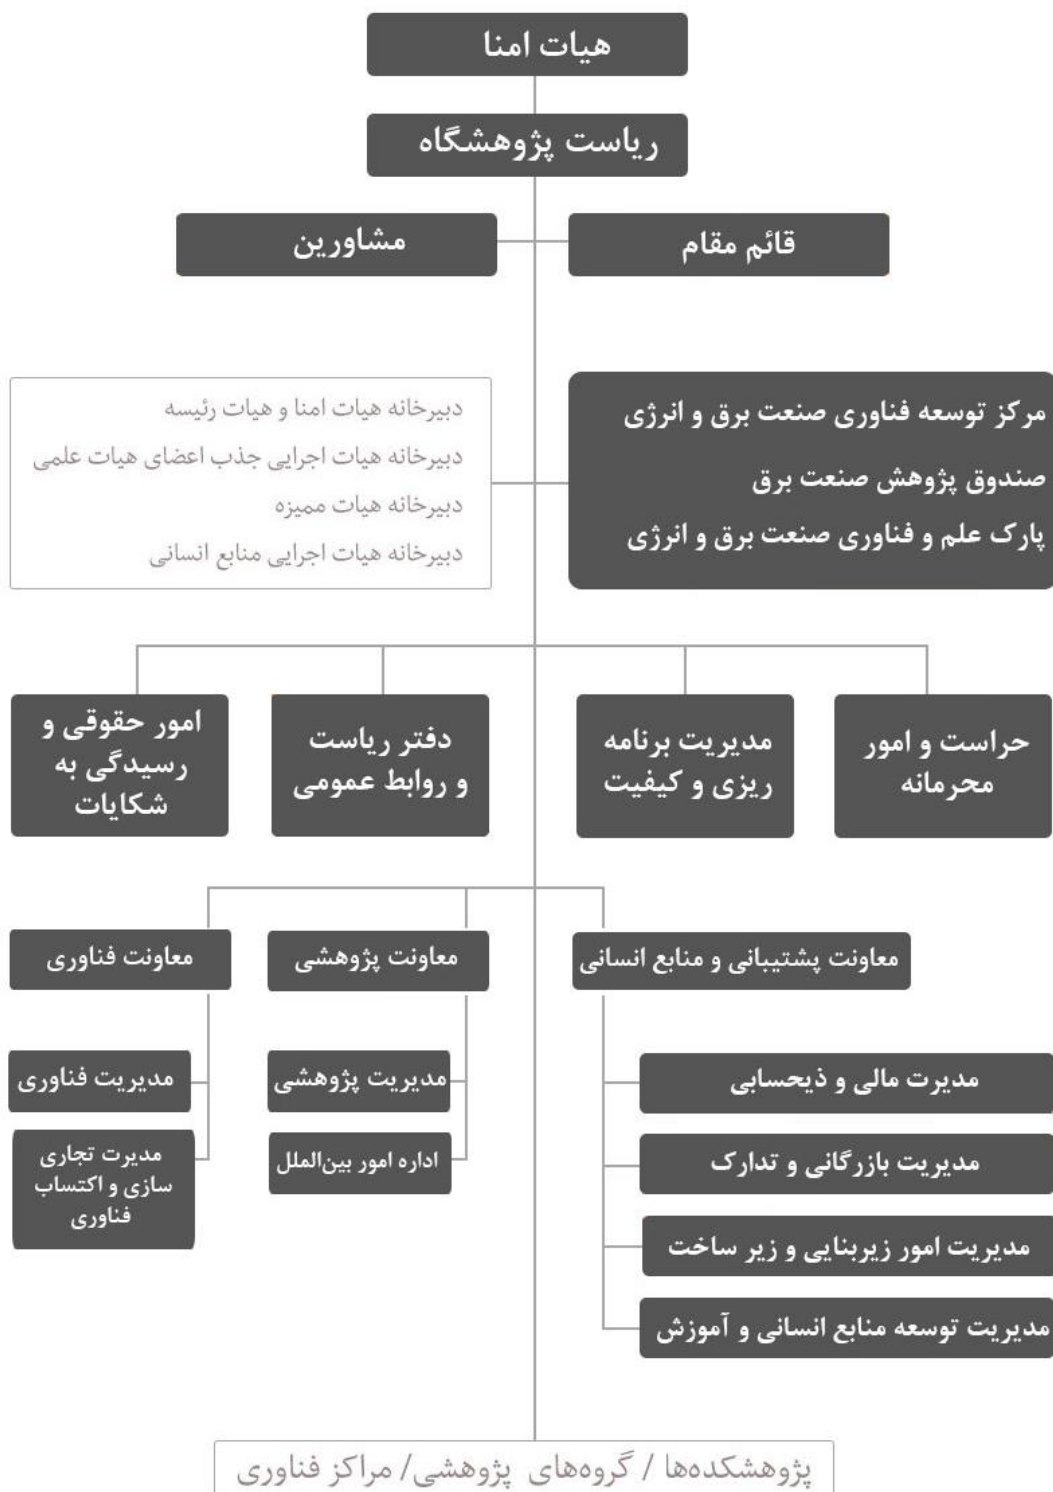 هیات امنا
ریاست پژوهشگاه
قائم مقام
مشاورین
مرکز توسعه فناوری صنعت برق و انرژی
صندوق پژوهش صنعت برق
پارک علم و فناوری صنعت برق و انرژی
دبیرخانه هیات امنا و هیات رئیسه
دبیرخانه هیات اجرایی جذب اعضای هیات علمی
دبیرخانه هیات ممیزه
دبیرخانه هیات اجرایی منابع انسانی
حراست و امور
محرمانه
مدیریت برنامه
ریزی و کیفیت
دفتر ریاست
و روابط عمومی
امور حقوقی و
رسیدگی به
شکایات
معاونت پشتیبانی و منابع انسانی
معاونت پژوهشی
معاونت فناوری
مدیرت مالی و ذیحسابی
مدیریت بازرگانی و تدارک
مدیریت امور زیربنایی و زیر ساخت
مدیریت توسعه منابع انسانی و آموزش
مدیریت پژوهشی
اداره امور بین‌الملل
مدیریت فناوری
مدیرت تجاری
سازی و اکتساب
فناوری
پژوهشکده‌ها / گروه‌های پژوهشی/ مراکز فناوری